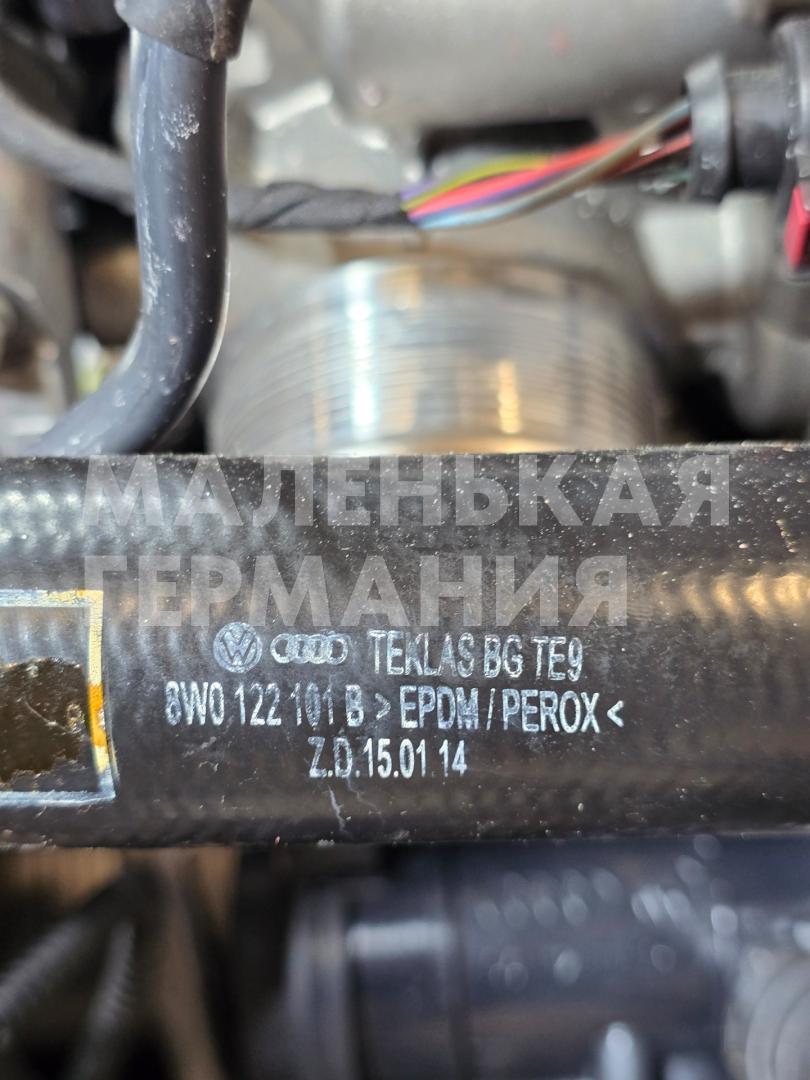 МАЛЕНЬКАЯ
ГЕРМАНИЯ
TEKLAS BG TE9
8W0 122 101 B > EPDM / PEROX <
Z.D.15.01.14